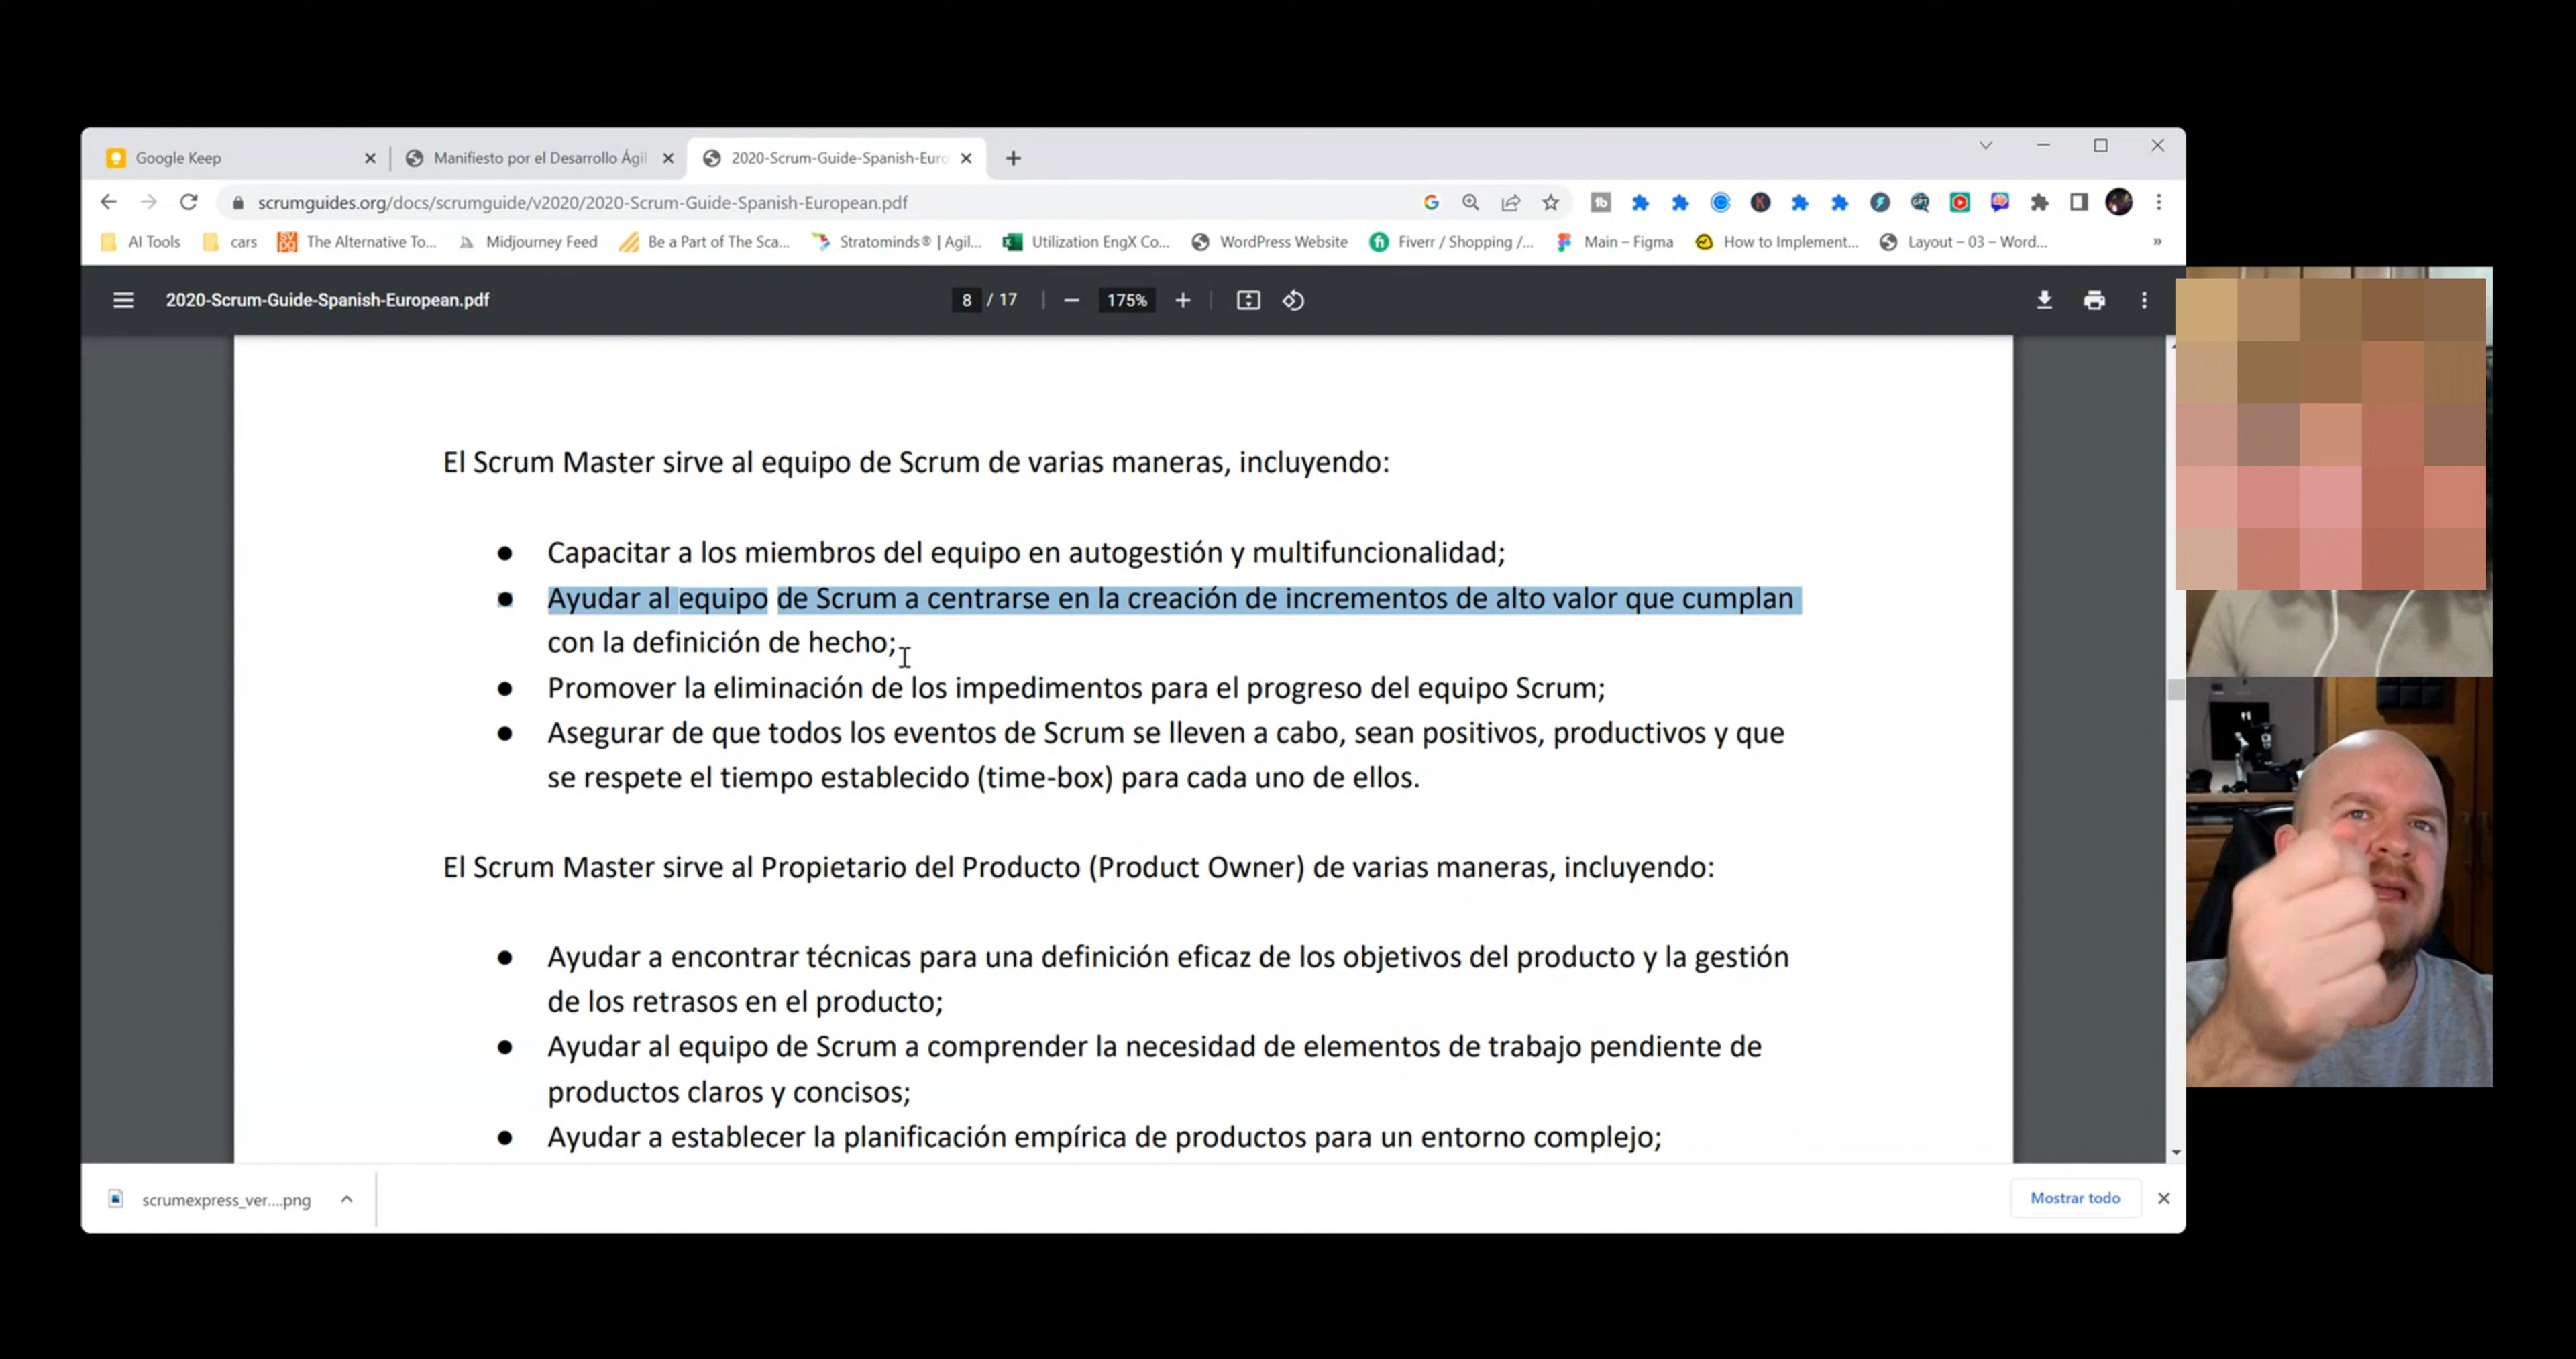 Google Keep
Manifiesto por el Desarrollo Ágil
2020-Scrum-Guide-Spanish-Euro
scrumguides.org/docs/scrumguide/v2020/2020-Scrum-Guide-Spanish-European.pdf
AI Tools cars The Alternative To... Midjourney Feed Be a Part of The Sca... Stratominds® | Agil... Utilization EngX Co... WordPress Website Fiverr / Shopping /... Main – Figma How to Implement... Layout – 03 – Word... »
2020-Scrum-Guide-Spanish-European.pdf 8 / 17 175%
El Scrum Master sirve al equipo de Scrum de varias maneras, incluyendo:
● Capacitar a los miembros del equipo en autogestión y multifuncionalidad;
● Ayudar al equipo de Scrum a centrarse en la creación de incrementos de alto valor que cumplan
con la definición de hecho;
● Promover la eliminación de los impedimentos para el progreso del equipo Scrum;
● Asegurar de que todos los eventos de Scrum se lleven a cabo, sean positivos, productivos y que
se respete el tiempo establecido (time-box) para cada uno de ellos.
El Scrum Master sirve al Propietario del Producto (Product Owner) de varias maneras, incluyendo:
● Ayudar a encontrar técnicas para una definición eficaz de los objetivos del producto y la gestión
de los retrasos en el producto;
● Ayudar al equipo de Scrum a comprender la necesidad de elementos de trabajo pendiente de
productos claros y concisos;
● Ayudar a establecer la planificación empírica de productos para un entorno complejo;
scrumexpress_ver....png
Mostrar todo